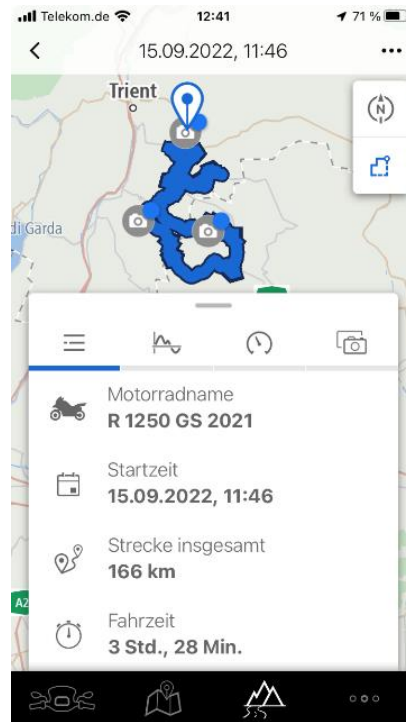 Telekom.de
12:41
71 %
15.09.2022, 11:46
Trient
N
di Garda
Motorradname
R 1250 GS 2021
Startzeit
15.09.2022, 11:46
Strecke insgesamt
166 km
A2
Fahrzeit
3 Std., 28 Min.